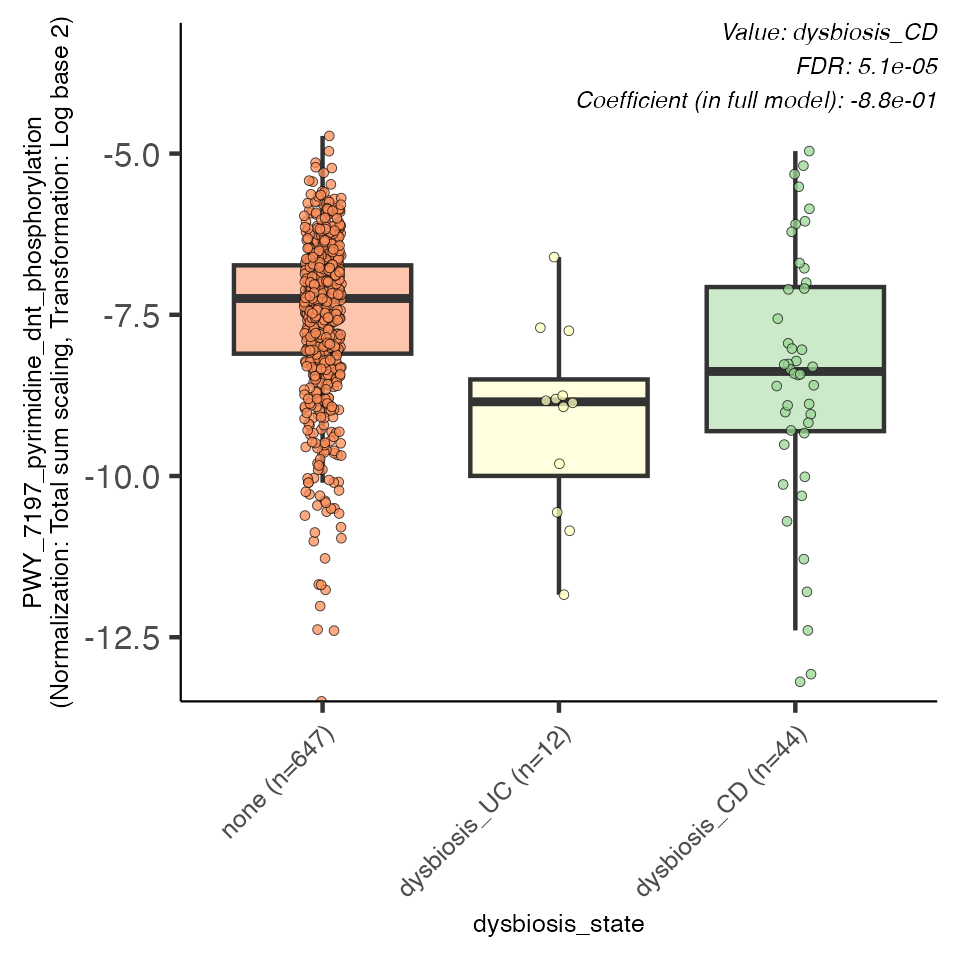 Value: dysbiosis_CD
FDR: 5.1e-05
Coefficient (in full model): -8.8e-01
PWY_7197_pyrimidine_dnt_phosphorylation
(Normalization: Total sum scaling, Transformation: Log base 2)
-5.0
-7.5
-10.0
-12.5
none (n=647)
dysbiosis_UC (n=12)
dysbiosis_CD (n=44)
dysbiosis_state